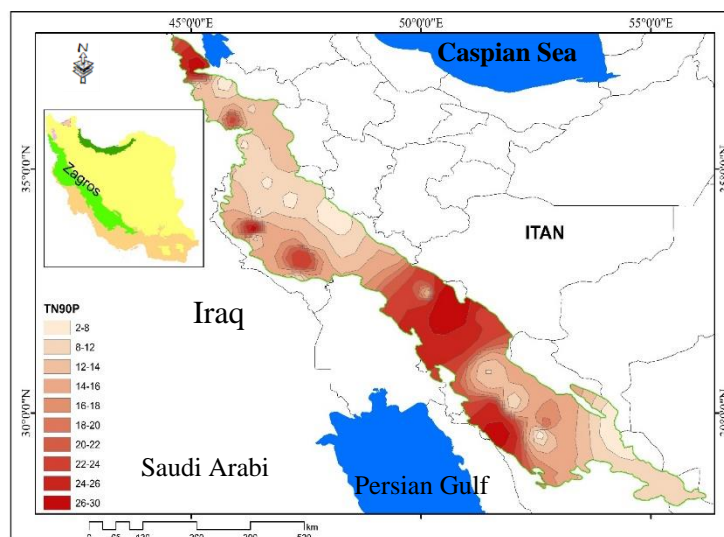 45°0'0"E 50°0'0"E 55°0'0"E
N
Caspian Sea
Zagros
35°0'0"N
ITAN
TN90P
Iraq
2-8
8-12
12-14
14-16
16-18
18-20
20-22
22-24
24-26
26-30
30°0'0"N
Saudi Arabi
Persian Gulf
km